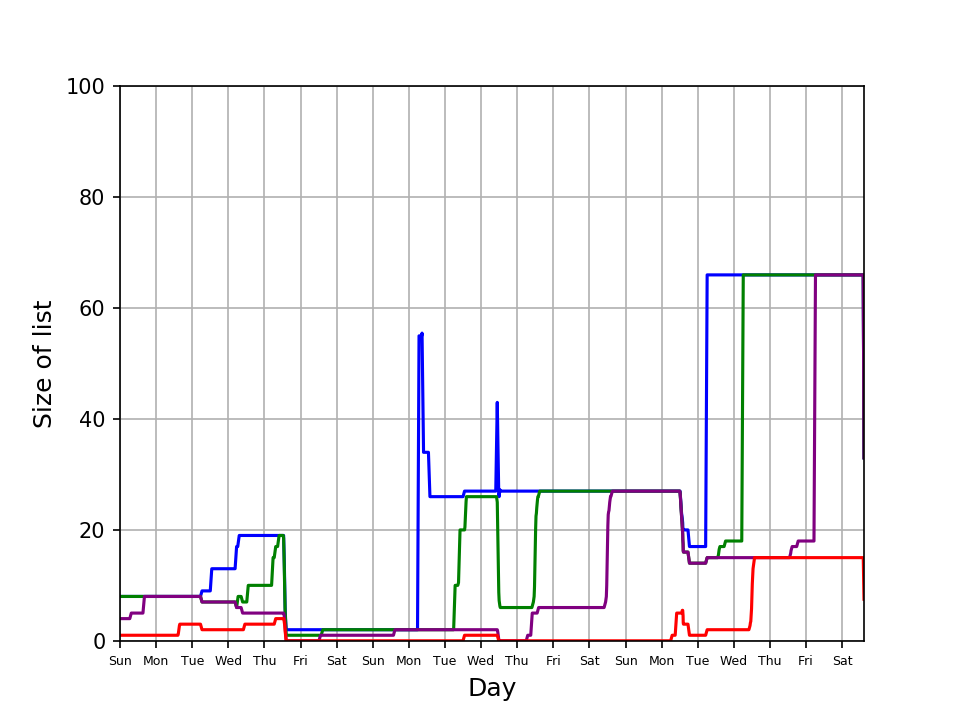 Size of list
100
80
60
40
20
0
Sun Mon Tue Wed Thu Fri Sat Sun Mon Tue Wed Thu Fri Sat Sun Mon Tue Wed Thu Fri Sat
Day